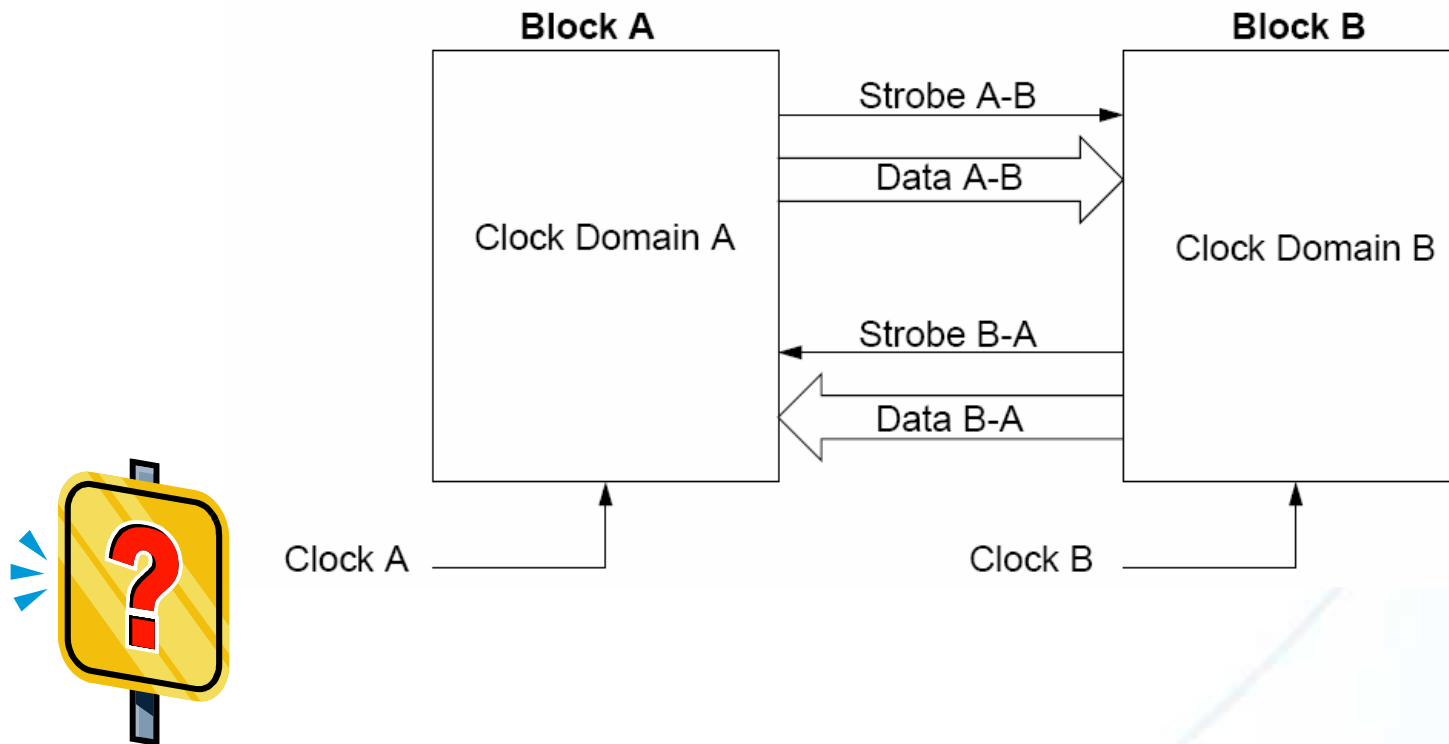 Block A
Block B
Strobe A-B
Data A-B
Clock Domain A
Clock Domain B
Strobe B-A
Data B-A
Clock A
Clock B
?